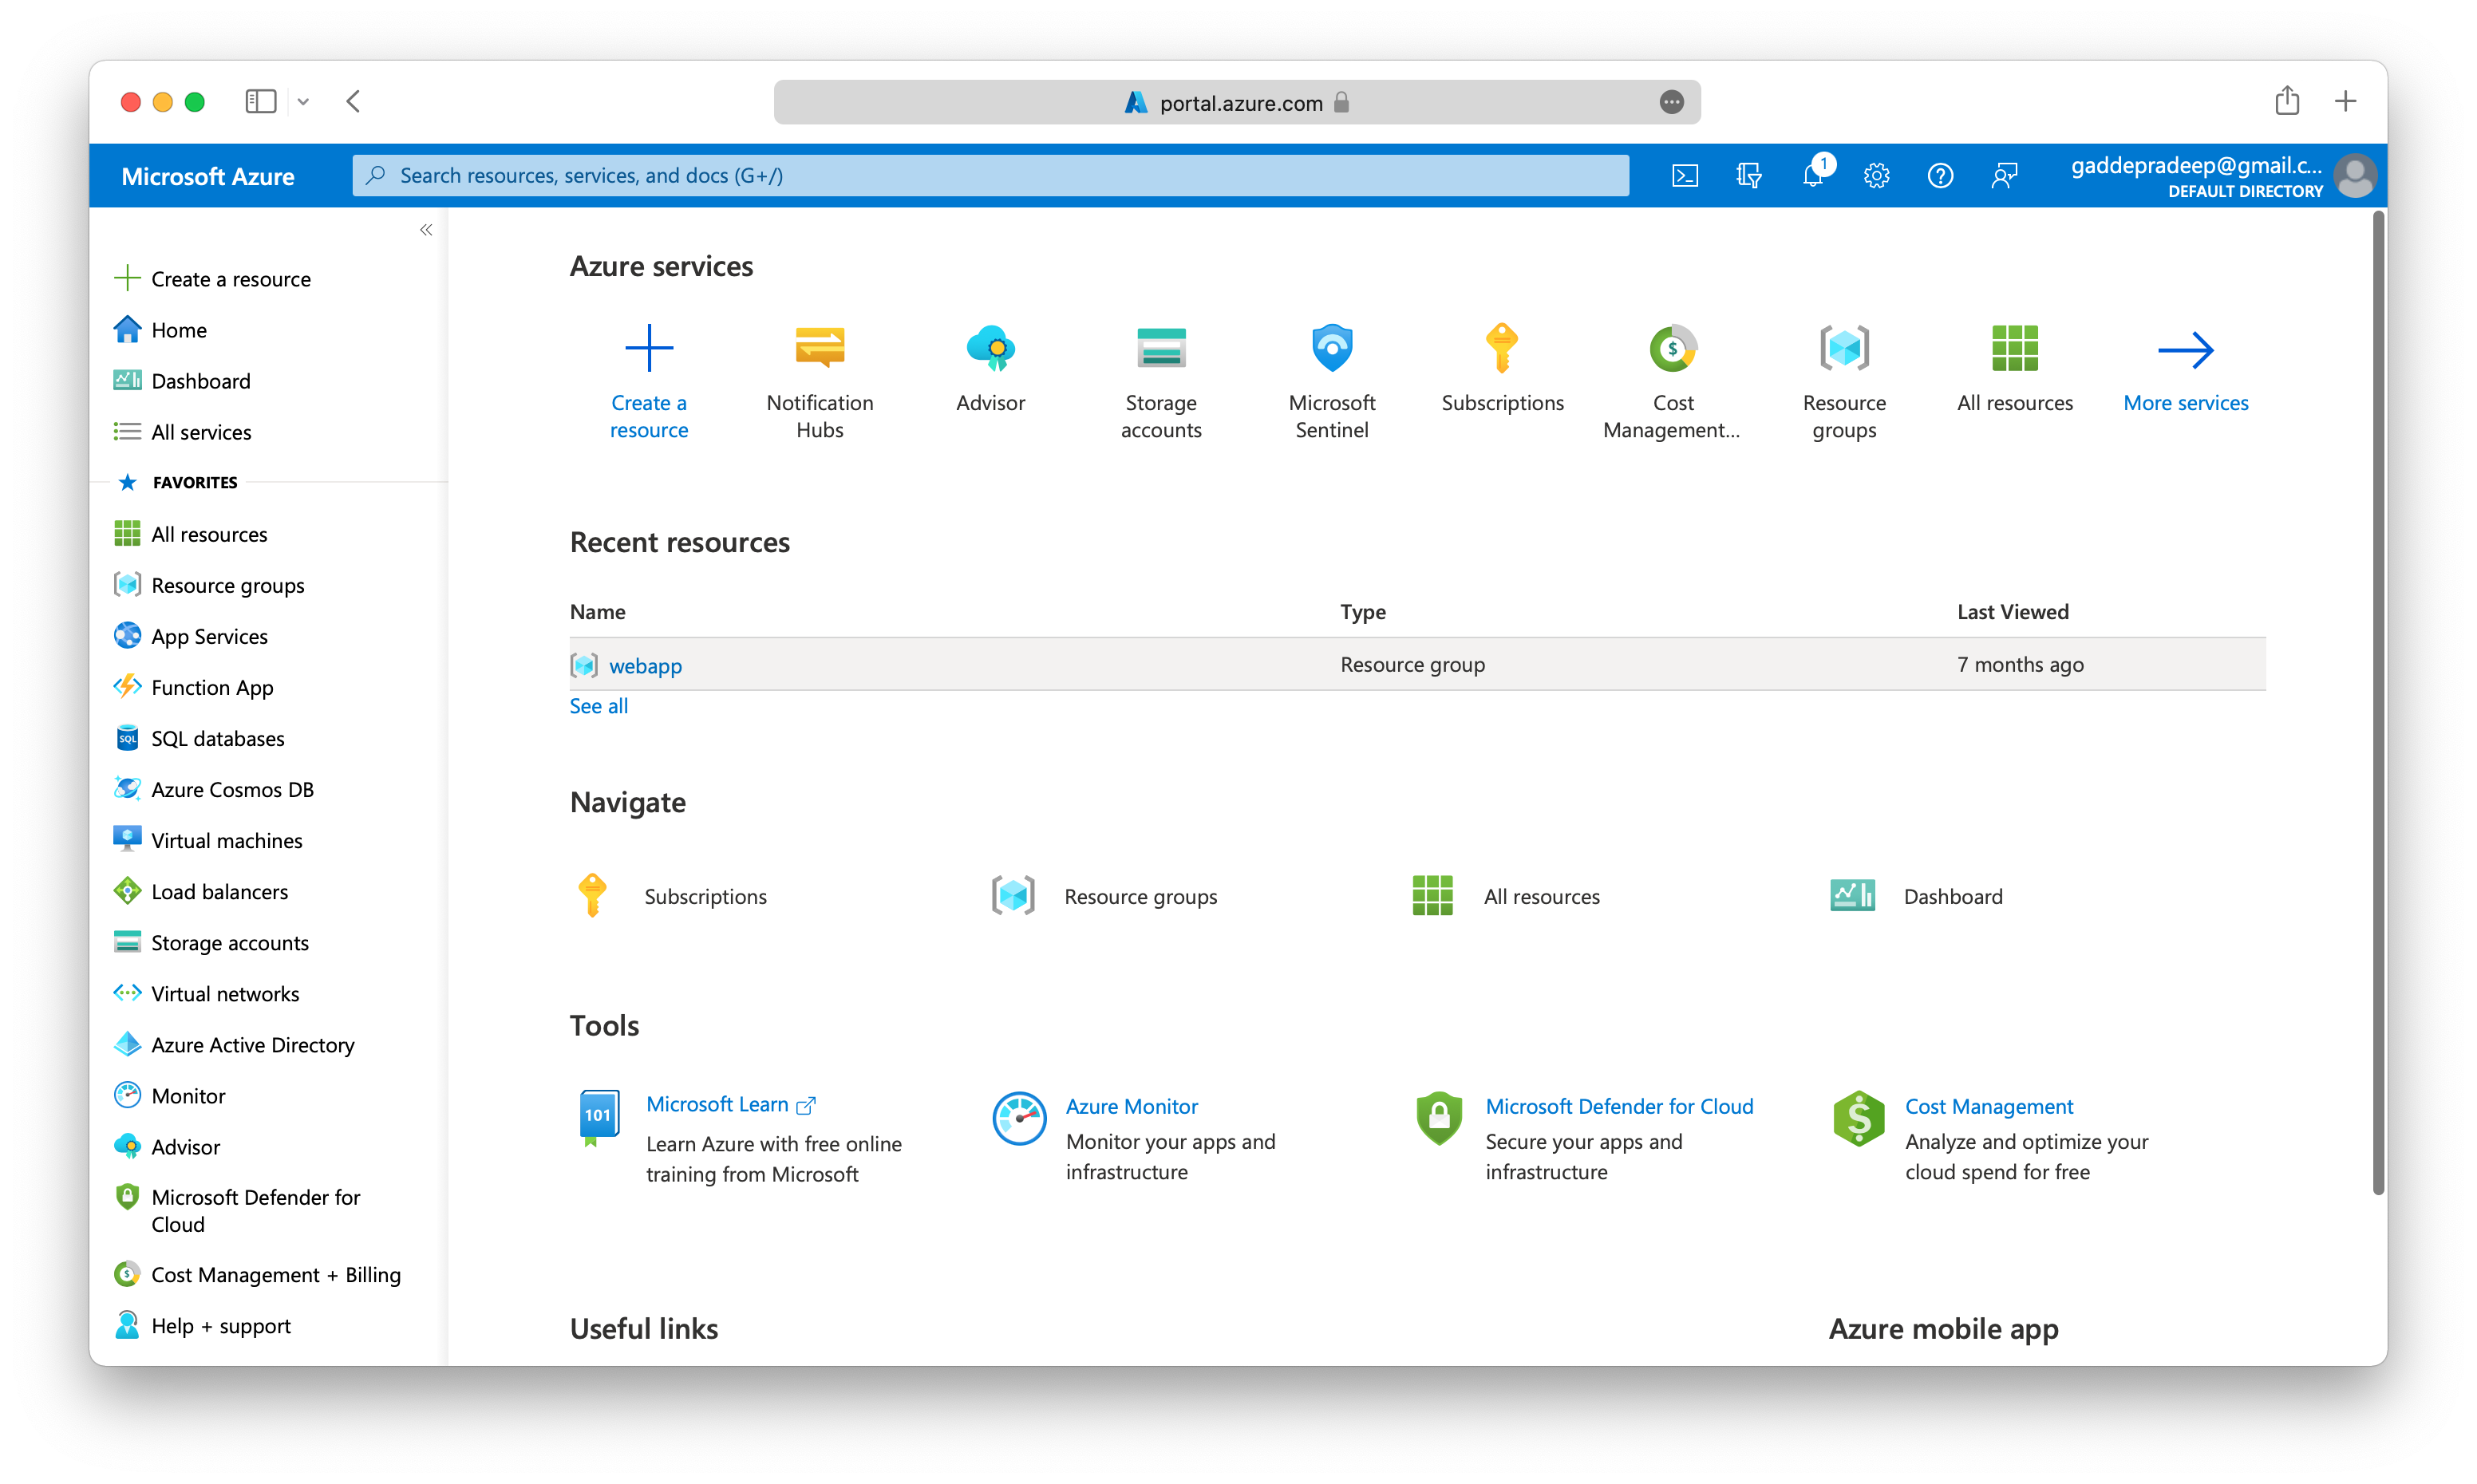 portal.azure.com
Microsoft Azure
Search resources, services, and docs (G+/)
1
gaddepradeep@gmail.c...
DEFAULT DIRECTORY
Create a resource
Home
Dashboard
All services
FAVORITES
All resources
Resource groups
App Services
Function App
SQL
SQL databases
Azure Cosmos DB
Virtual machines
Load balancers
Storage accounts
Virtual networks
Azure Active Directory
Monitor
Advisor
Microsoft Defender for
Cloud
$
Cost Management + Billing
Help + support
Azure services
Create a
resource
Notification
Hubs
Advisor
Storage
accounts
Microsoft
Sentinel
Subscriptions
$
Cost
Management...
Resource
groups
All resources
More services
Recent resources
Name
Type
Last Viewed
webapp
Resource group
7 months ago
See all
Navigate
Subscriptions
Resource groups
All resources
Dashboard
Tools
101
Microsoft Learn
Learn Azure with free online
training from Microsoft
Azure Monitor
Monitor your apps and
infrastructure
Microsoft Defender for Cloud
Secure your apps and
infrastructure
$
Cost Management
Analyze and optimize your
cloud spend for free
Useful links
Azure mobile app